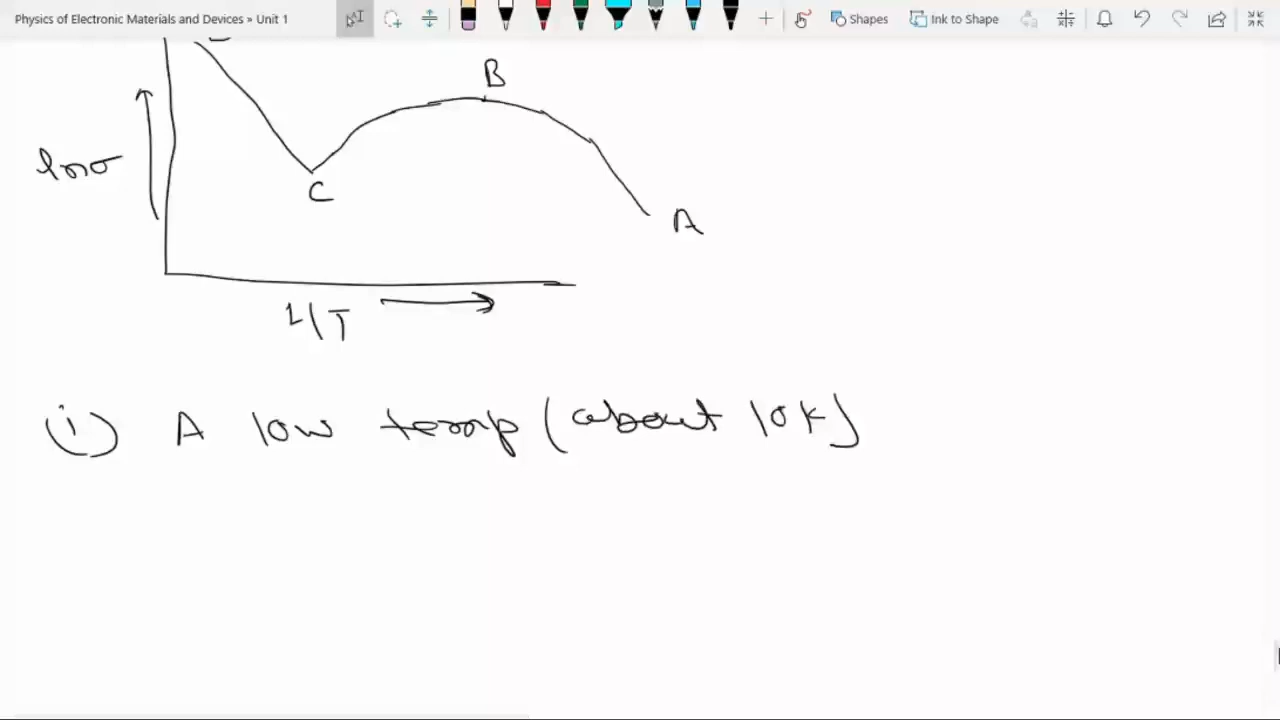 Physics of Electronic Materials and Devices » Unit 1
Shapes
Ink to Shape
B
lnσ
C
A
1/T
(i) A low temp (about 10K)